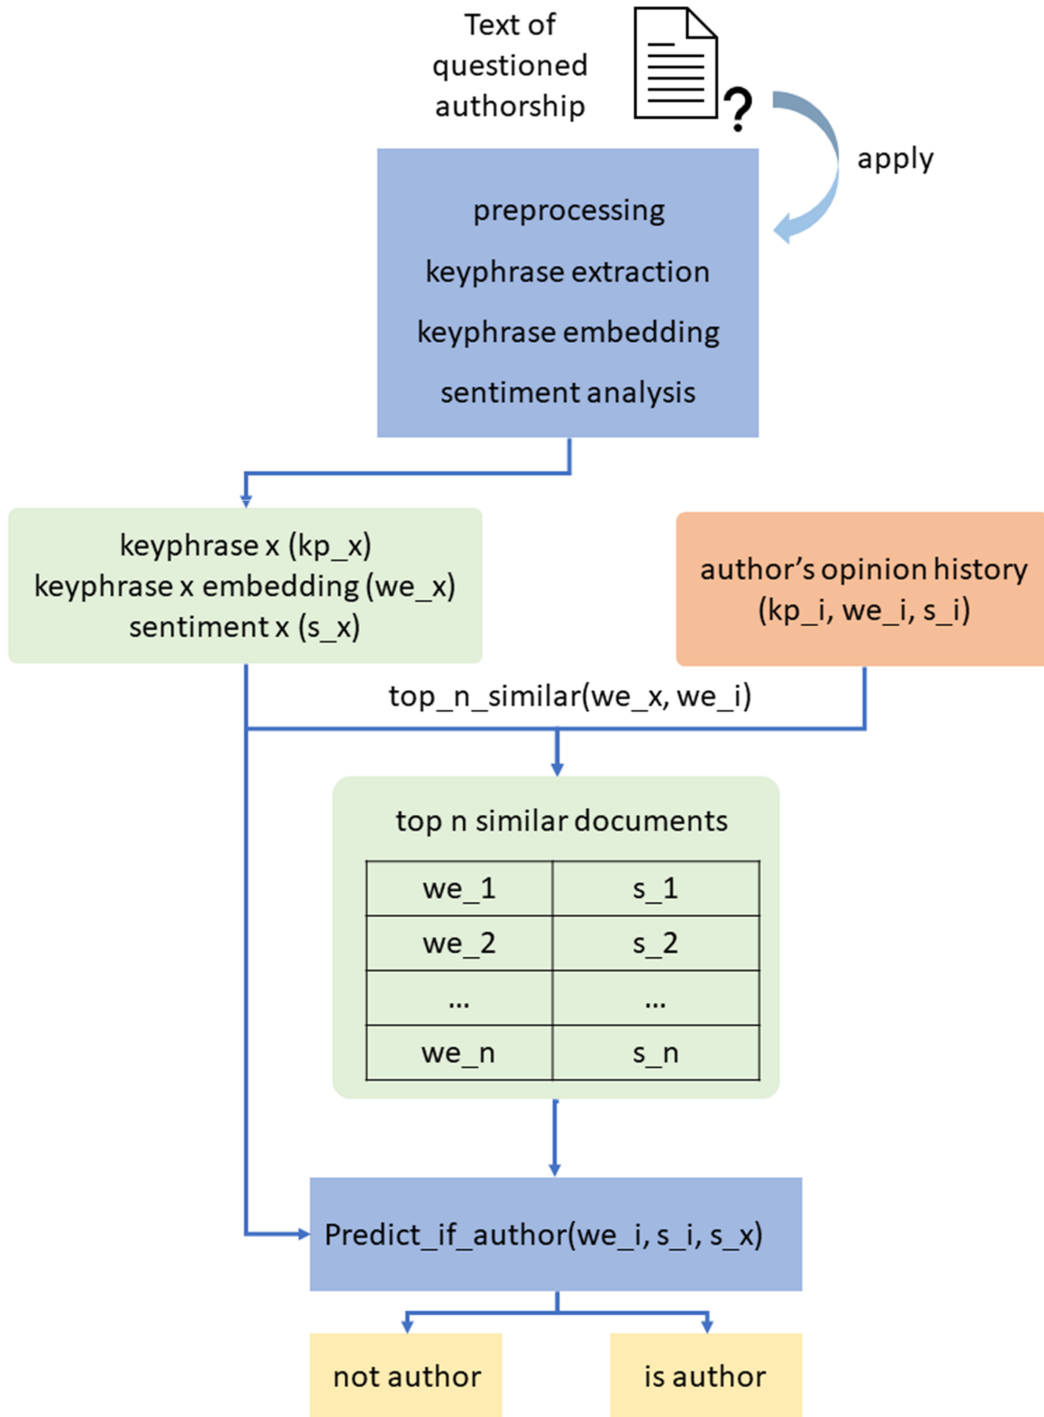 Text of
questioned
authorship
?
apply
preprocessing
keyphrase extraction
keyphrase embedding
sentiment analysis
keyphrase x (kp_x)
keyphrase x embedding (we_x)
sentiment x (s_x)
author’s opinion history
(kp_i, we_i, s_i)
top_n_similar(we_x, we_i)
top n similar documents
we_1 s_1
we_2 s_2
... ...
we_n s_n
Predict_if_author(we_i, s_i, s_x)
not author
is author